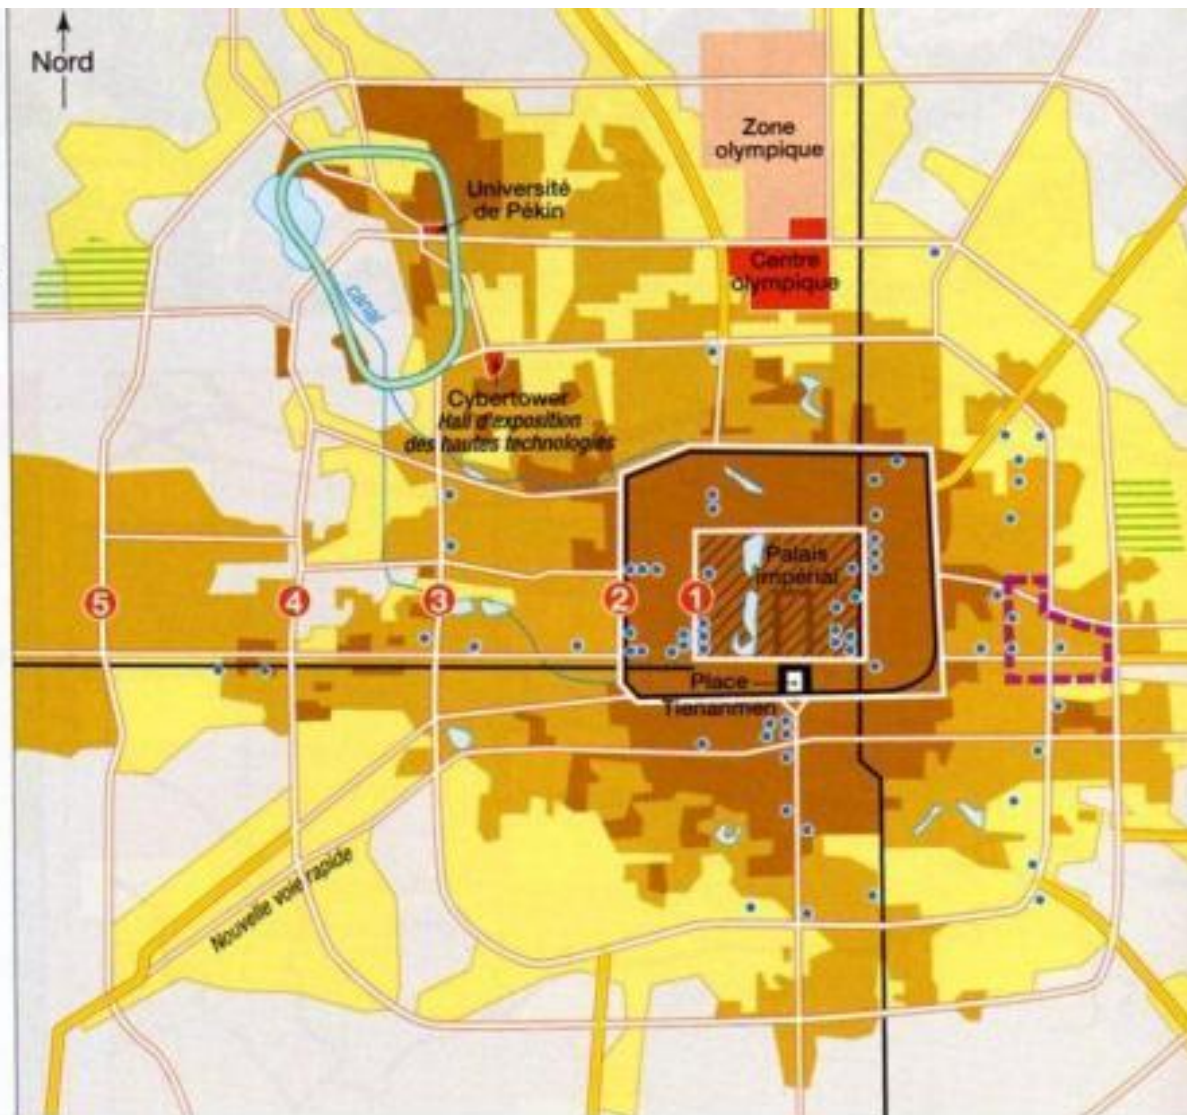 Nord
Zone
olympique
Université
de Pékin
Centre
olympique
canal
Cybertower
Hall d'exposition
des hautes technologies
Palais
impérial
5
4
3
2
1
Place
Tienanmen
Nouvelle voie rapide